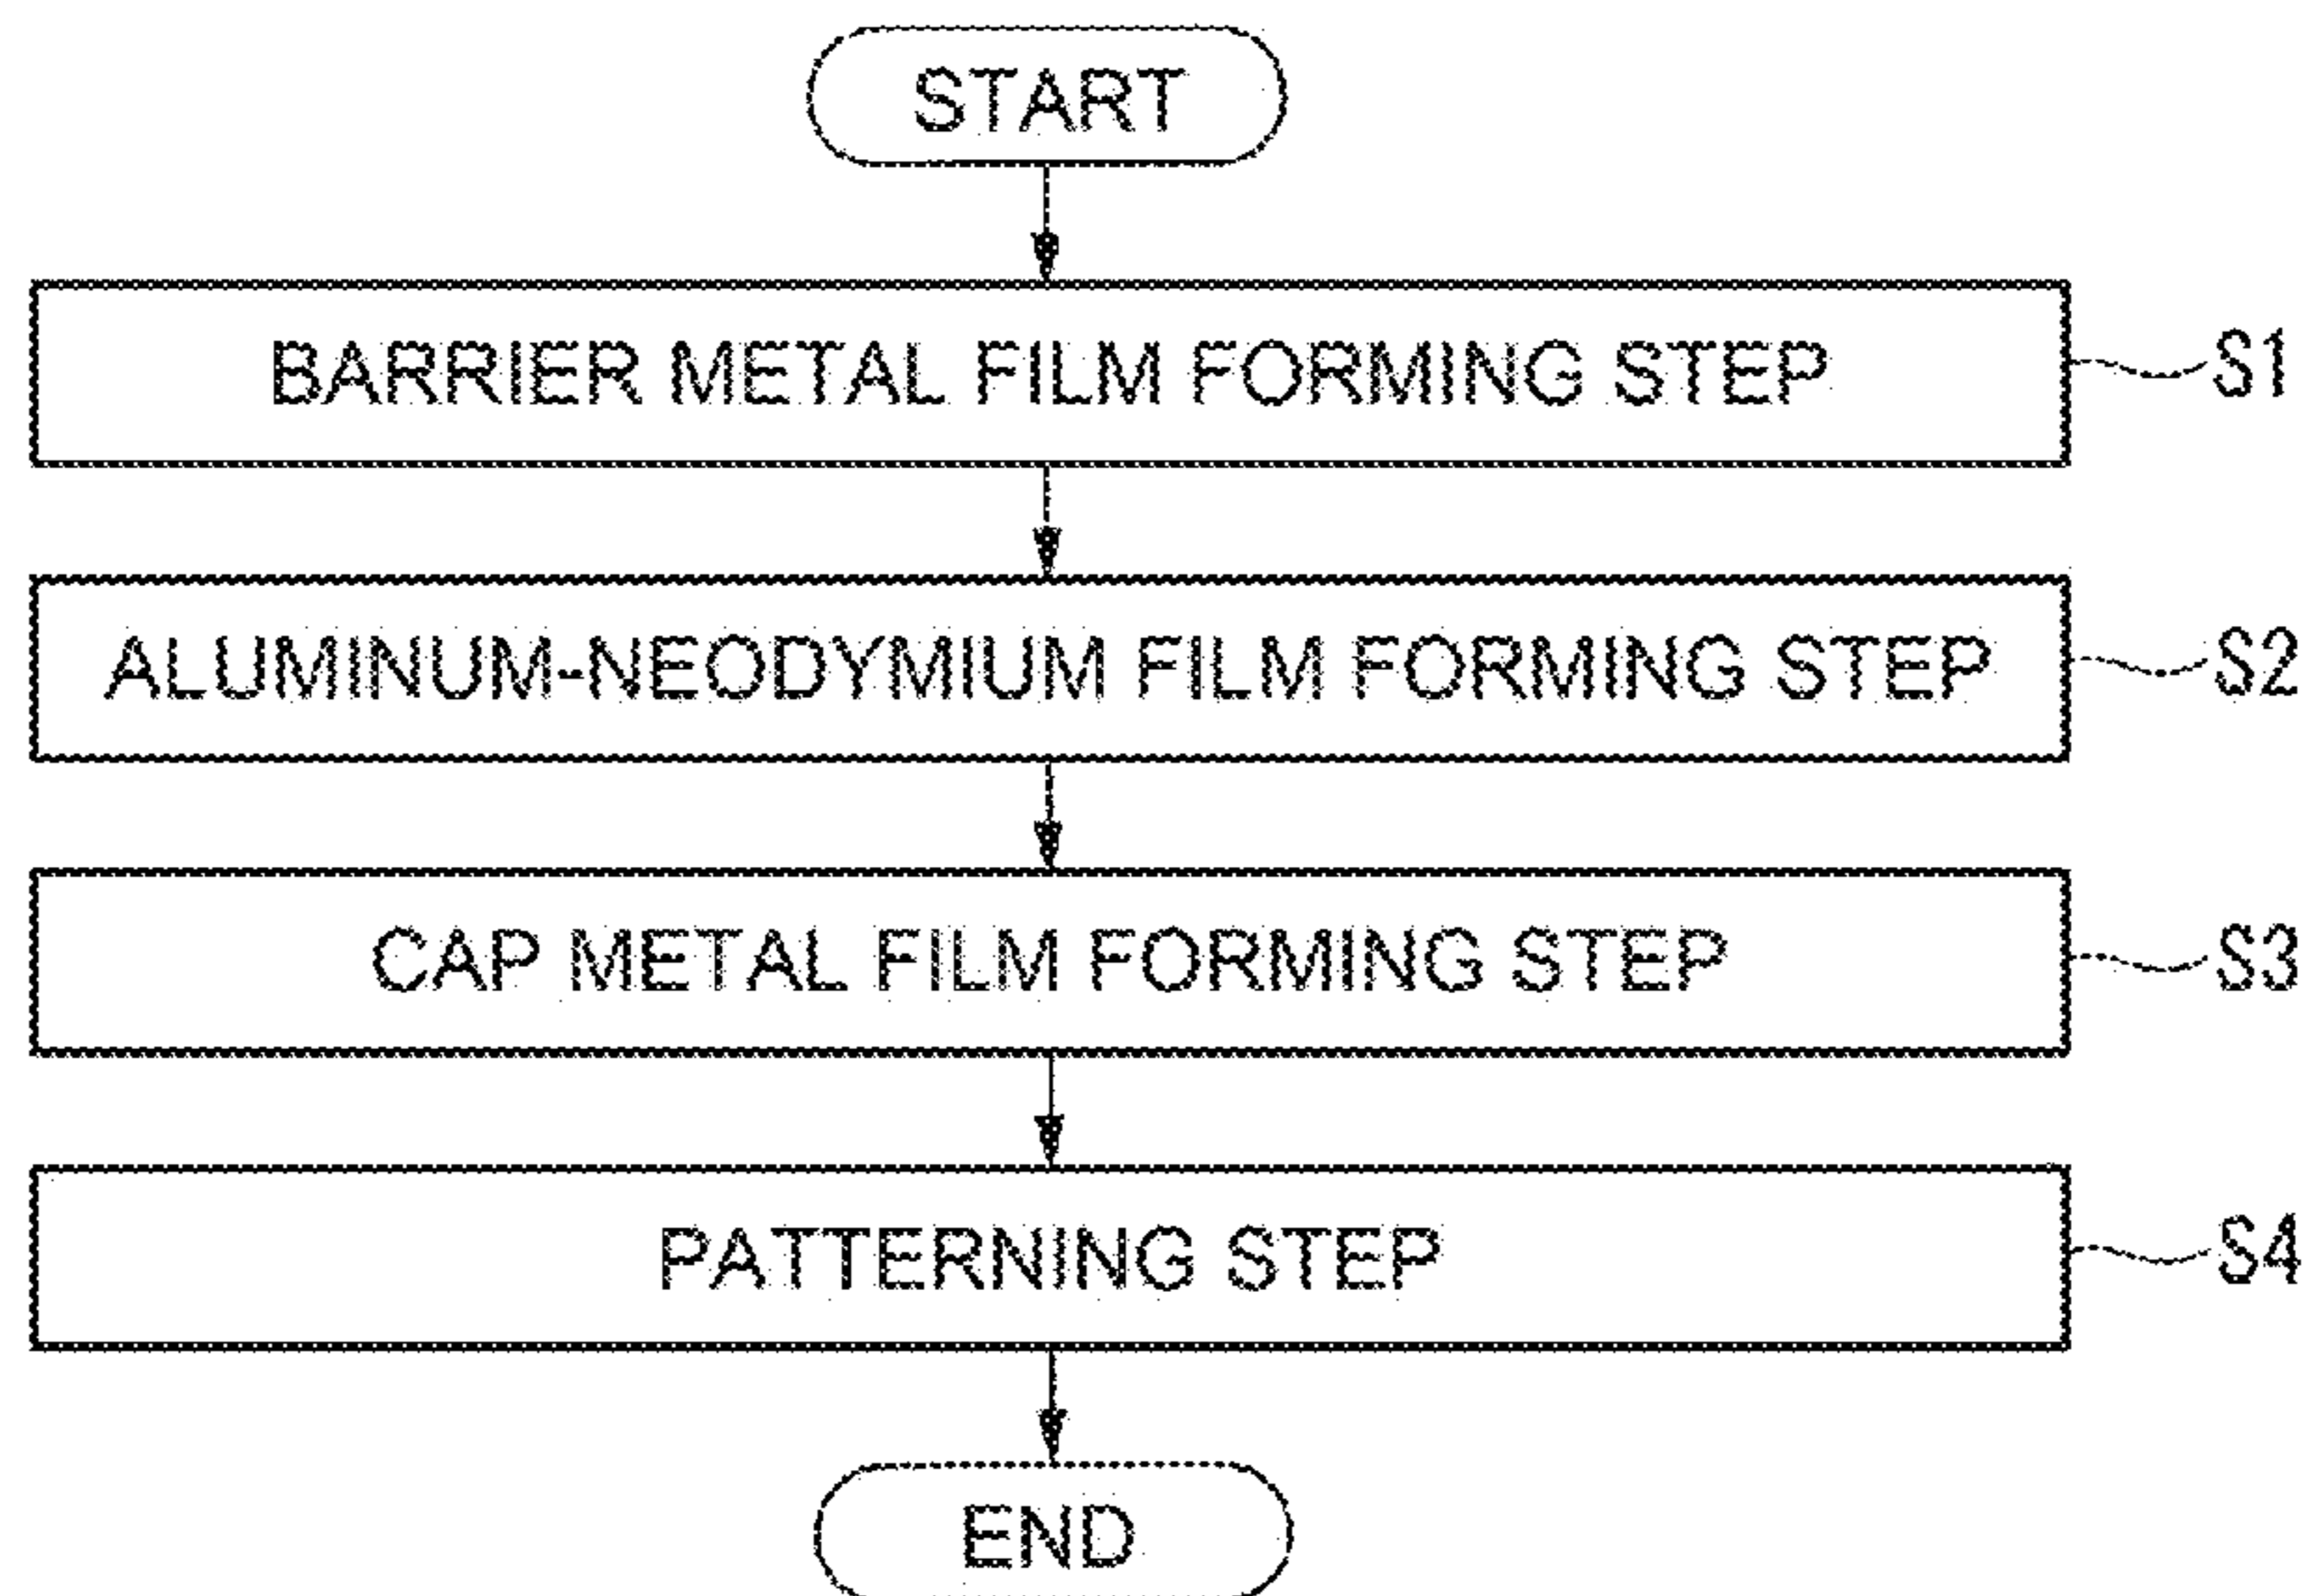 START
BARRIER METAL FILM FORMING STEP S1
ALUMINUM-NEODYMIUM FILM FORMING STEP S2
CAP METAL FILM FORMING STEP S3
PATTERNING STEP S4
END